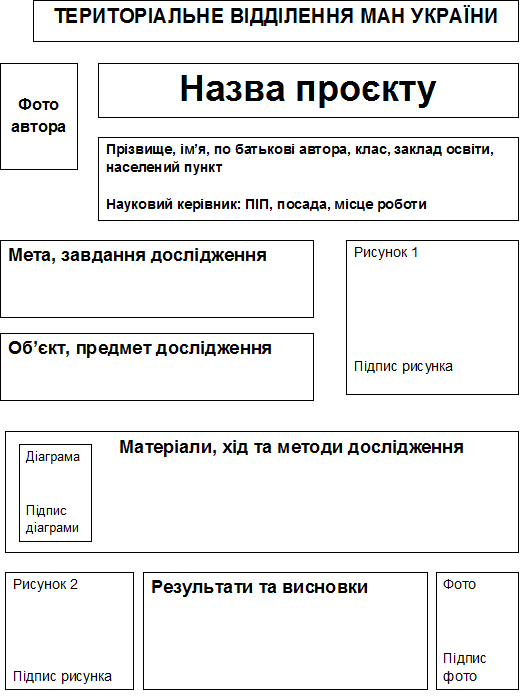 ТЕРИТОРІАЛЬНЕ ВІДДІЛЕННЯ МАН УКРАЇНИ
Фото
автора
Назва проєкту
Прізвище, ім’я, по батькові автора, клас, заклад освіти,
населений пункт
Науковий керівник: ПІП, посада, місце роботи
Мета, завдання дослідження
Рисунок 1
Підпис рисунка
Об’єкт, предмет дослідження
Матеріали, хід та методи дослідження
Діаграма
Підпис
діаграми
Рисунок 2
Підпис рисунка
Результати та висновки
Фото
Підпис
фото